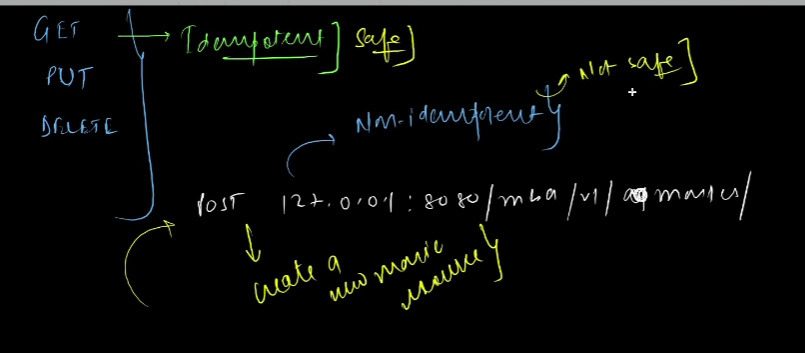 GET → Idempotent] Safe]
PUT
DELETE
Not safe]
Non-idempotent}
POST 127.0.0.1:8080/mba/v1/movies/
create a
new movie
resource}